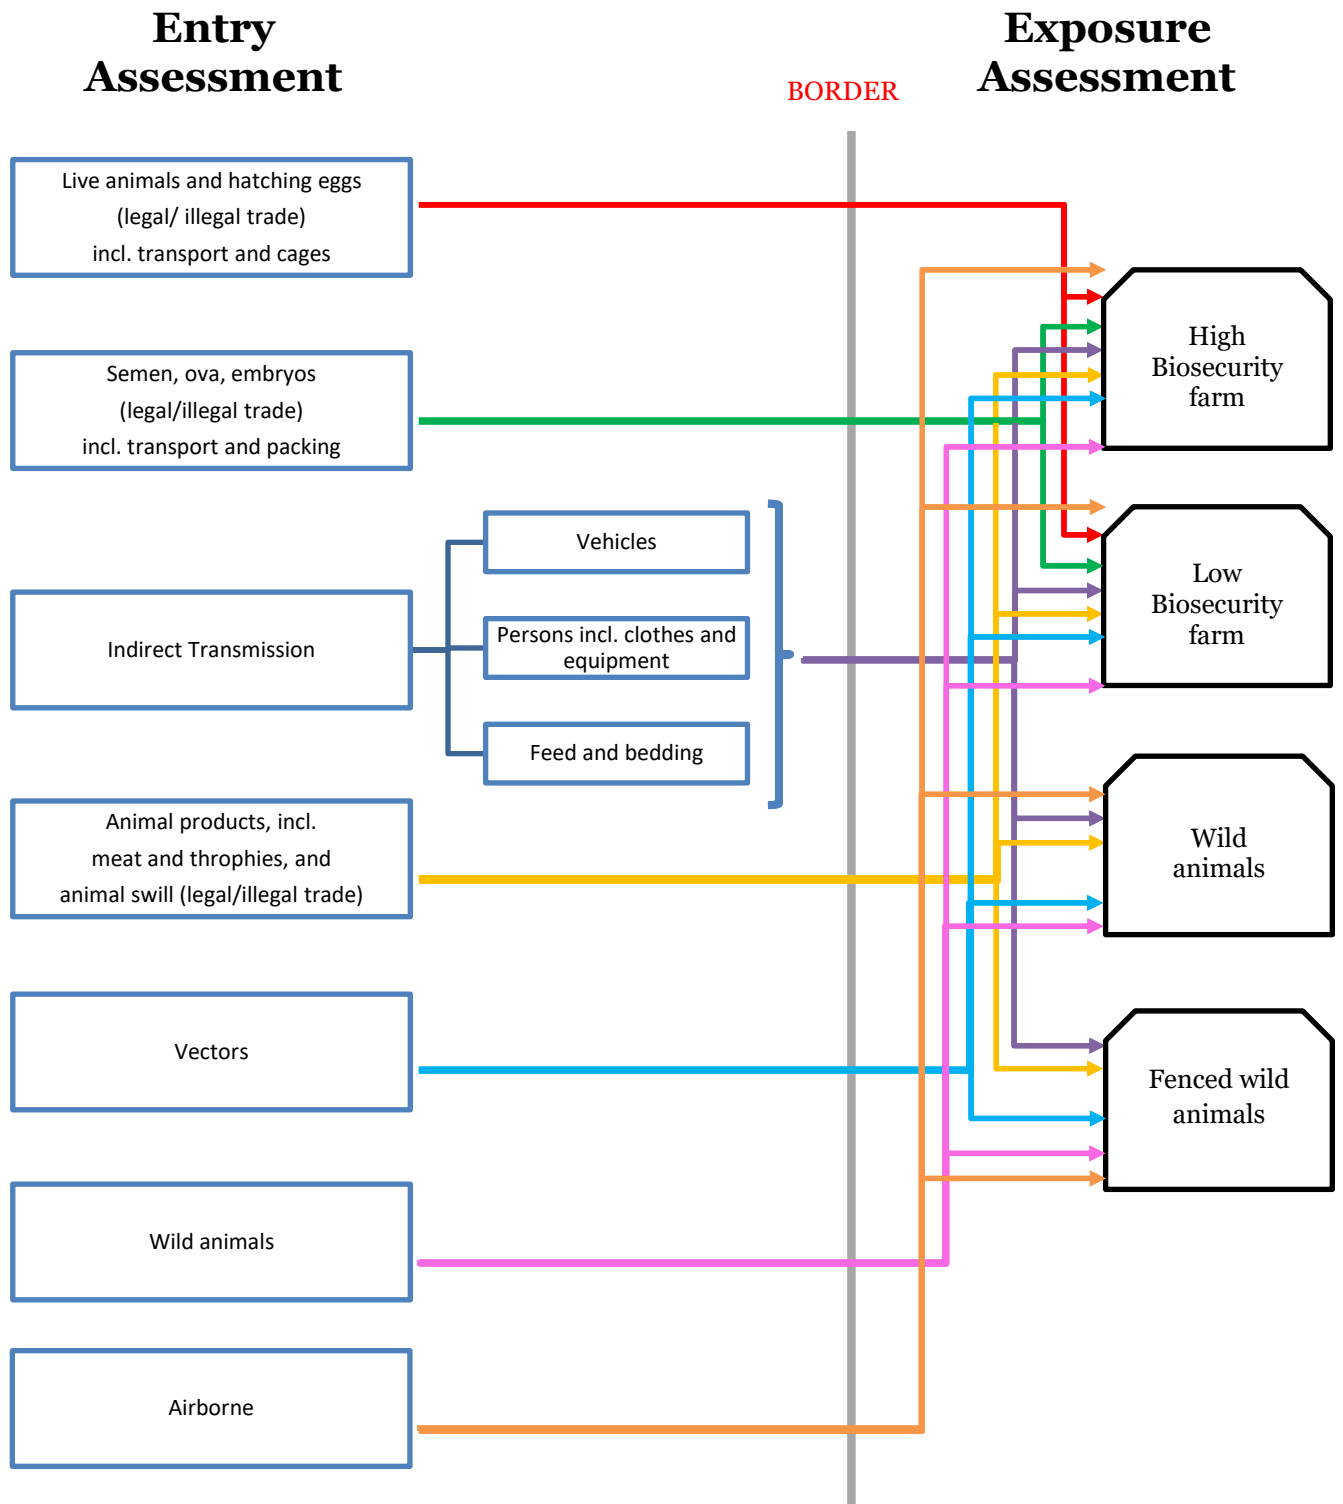 Entry
Assessment
Exposure
Assessment
BORDER
Live animals and hatching eggs
(legal/ illegal trade)
incl. transport and cages
Semen, ova, embryos
(legal/illegal trade)
incl. transport and packing
Indirect Transmission
Vehicles
Persons incl. clothes and
equipment
Feed and bedding
Animal products, incl.
meat and throphies, and
animal swill (legal/illegal trade)
Vectors
Wild animals
Airborne
High
Biosecurity
farm
Low
Biosecurity
farm
Wild
animals
Fenced wild
animals